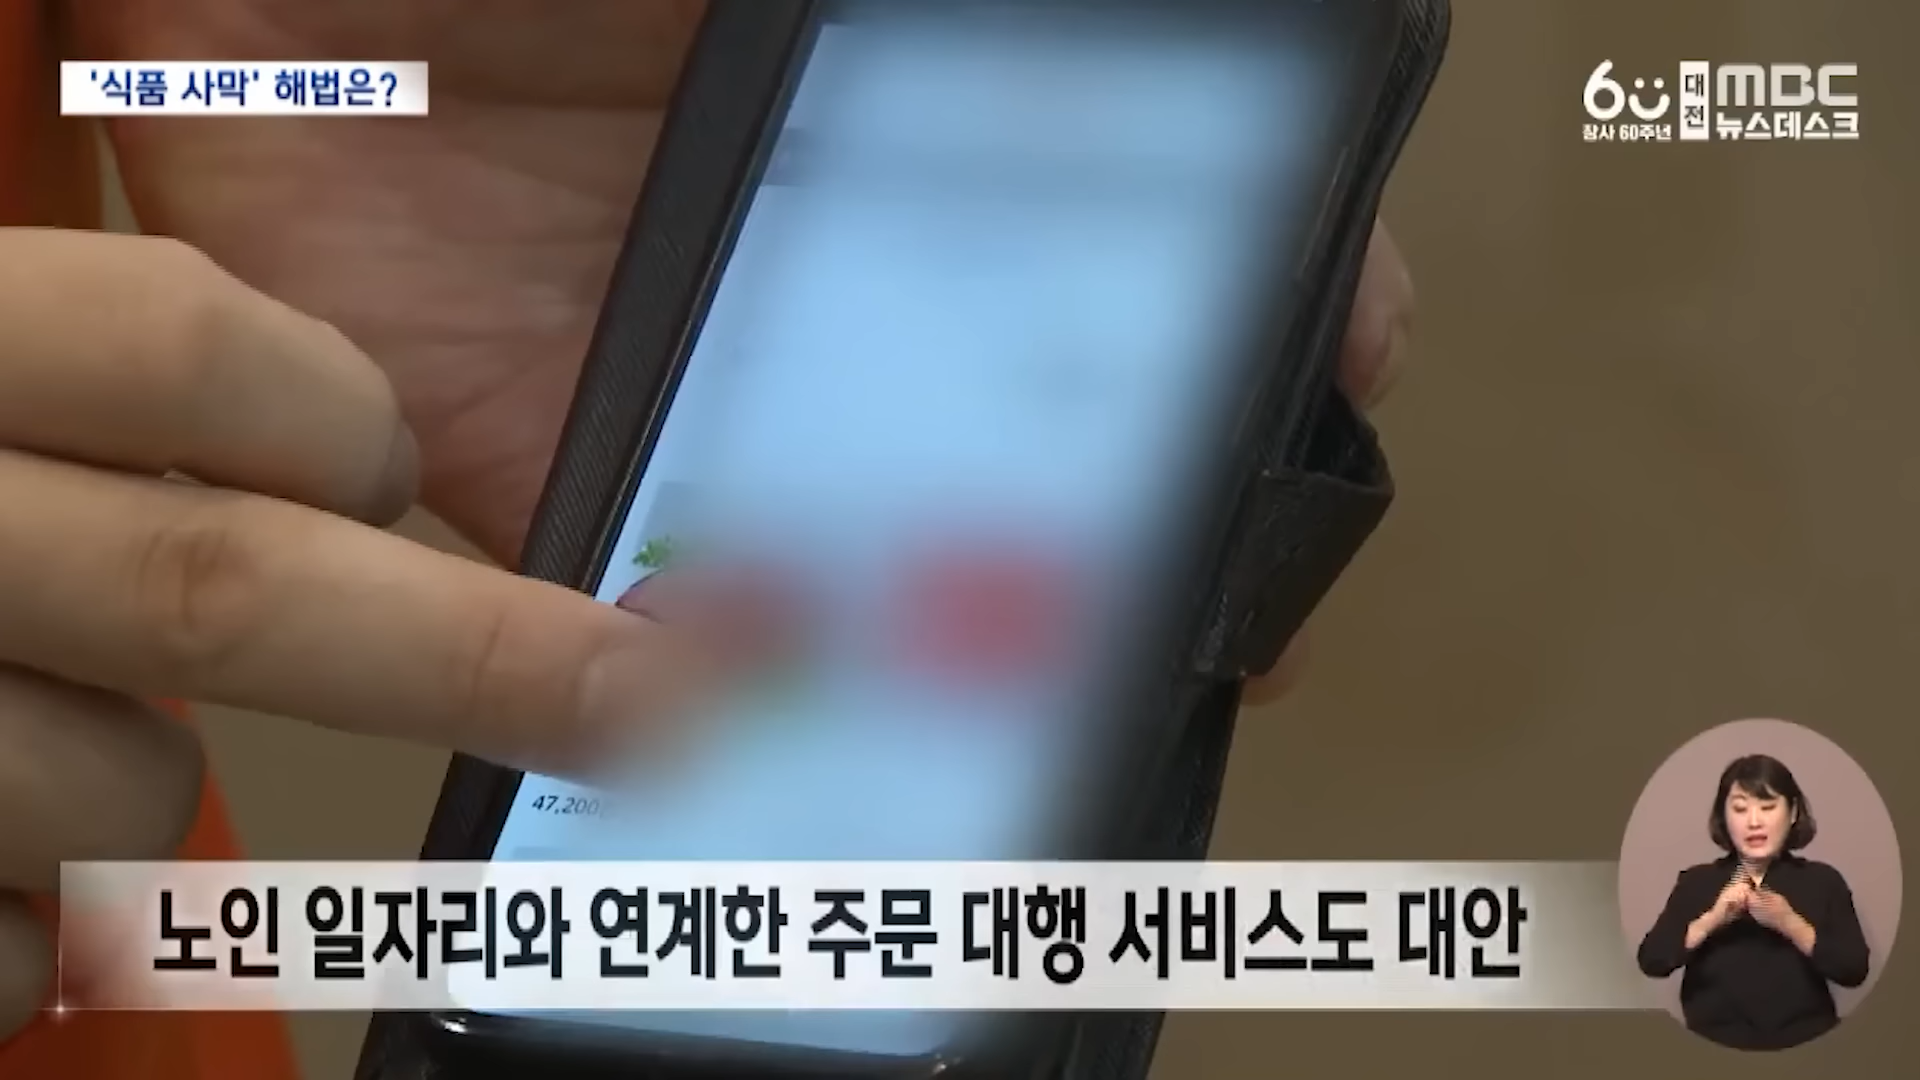 '식품 사막' 해법은?
60
창사 60주년
대전
MBC
뉴스데스크
47,200
노인 일자리와 연계한 주문 대행 서비스도 대안